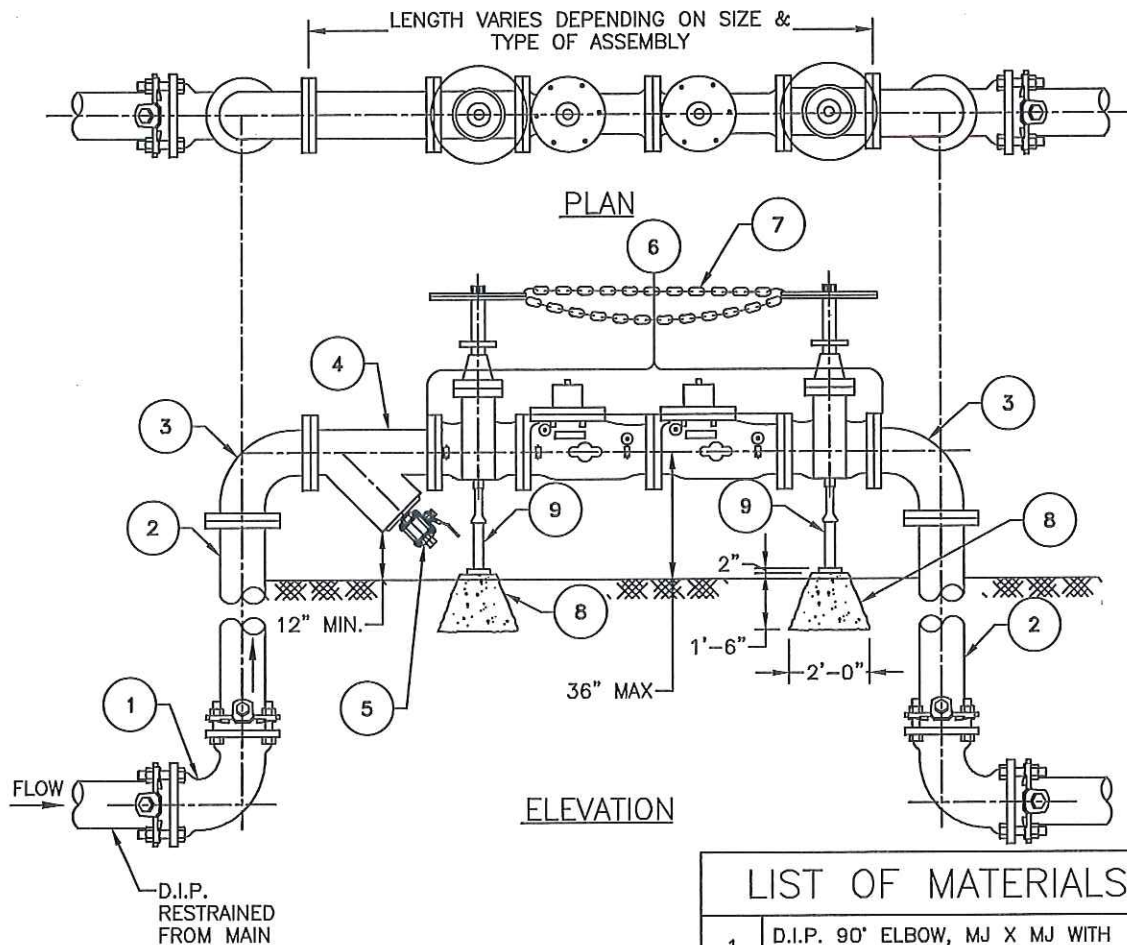 LENGTH VARIES DEPENDING ON SIZE &
TYPE OF ASSEMBLY
PLAN
7
6
4
3
3
2
9
9
8
2"
12" MIN.
8
1'-6"
2
36" MAX
2'-0"
5
1
FLOW
ELEVATION
D.I.P.
RESTRAINED
FROM MAIN
LIST OF MATERIALS
1 D.I.P. 90° ELBOW, MJ X MJ WITH